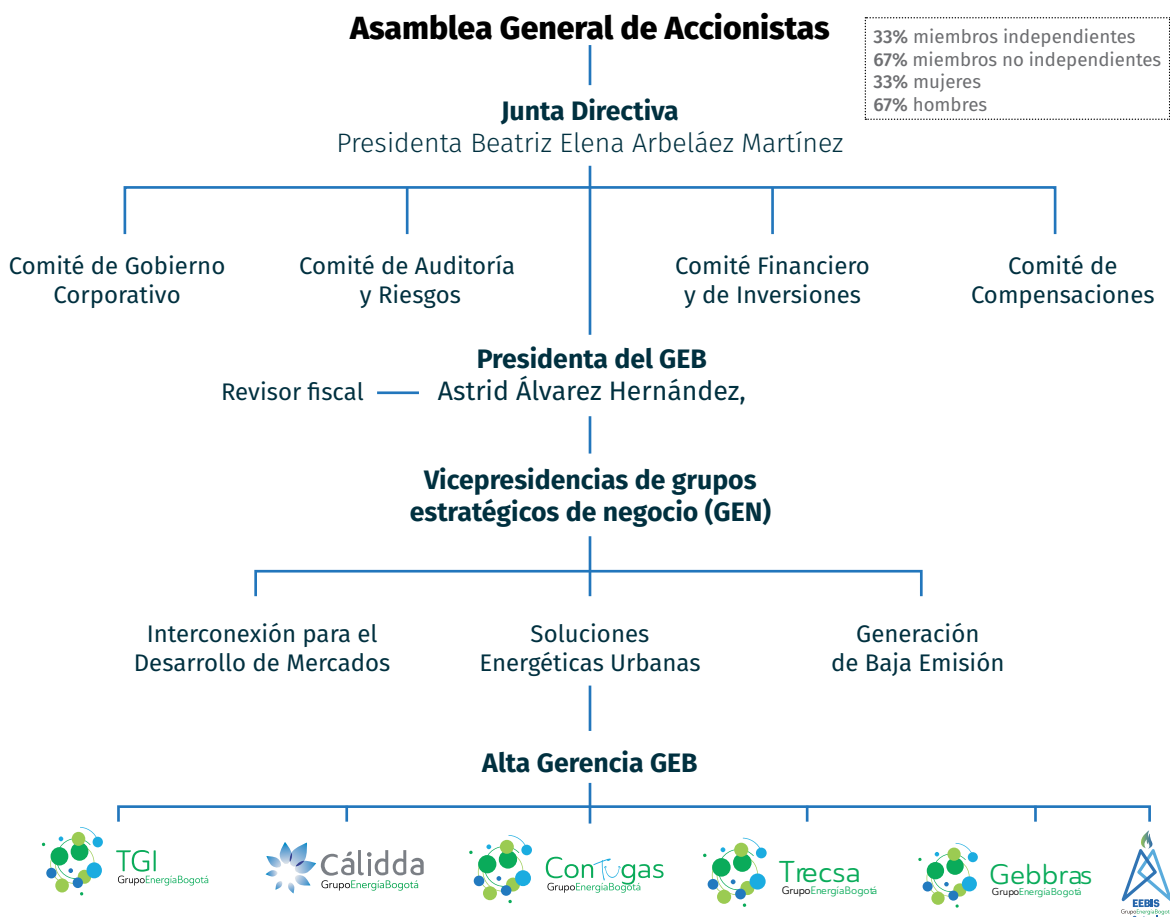 Asamblea General de Accionistas
33% miembros independientes
67% miembros no independientes
33% mujeres
67% hombres
Junta Directiva
Presidenta Beatriz Elena Arbeláez Martínez
Comité de Gobierno
Corporativo
Comité de Auditoría
y Riesgos
Comité Financiero
y de Inversiones
Comité de
Compensaciones
Presidenta del GEB
Revisor fiscal
Astrid Álvarez Hernández,
Vicepresidencias de grupos
estratégicos de negocio (GEN)
Interconexión para el
Desarrollo de Mercados
Soluciones
Energéticas Urbanas
Generación
de Baja Emisión
Alta Gerencia GEB
TGI
GrupoEnergíaBogotá
Cálidda
GrupoEnergíaBogotá
ConTugas
GrupoEnergíaBogotá
Trecsa
GrupoEnergíaBogotá
Gebbras
GrupoEnergíaBogotá
EEBIS